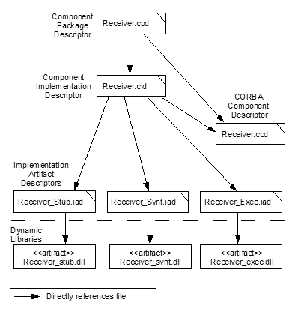 Component
Package
Descriptor
Receiver.cpd
Component
Implementation
Descriptor
Receiver.cid
CORBA
Component
Descriptor
Receiver.ccd
Implementation
Artifact
Descriptors
Receiver_Stub.iad
Receiver_Svnt.iad
Receiver_Exec.iad
Dynamic
Libraries
<<artifact>>
Receiver_stub.dll
<<artifact>>
Receiver_svnt.dll
<<artifact>>
Receiver_exec.dll
Directly references file